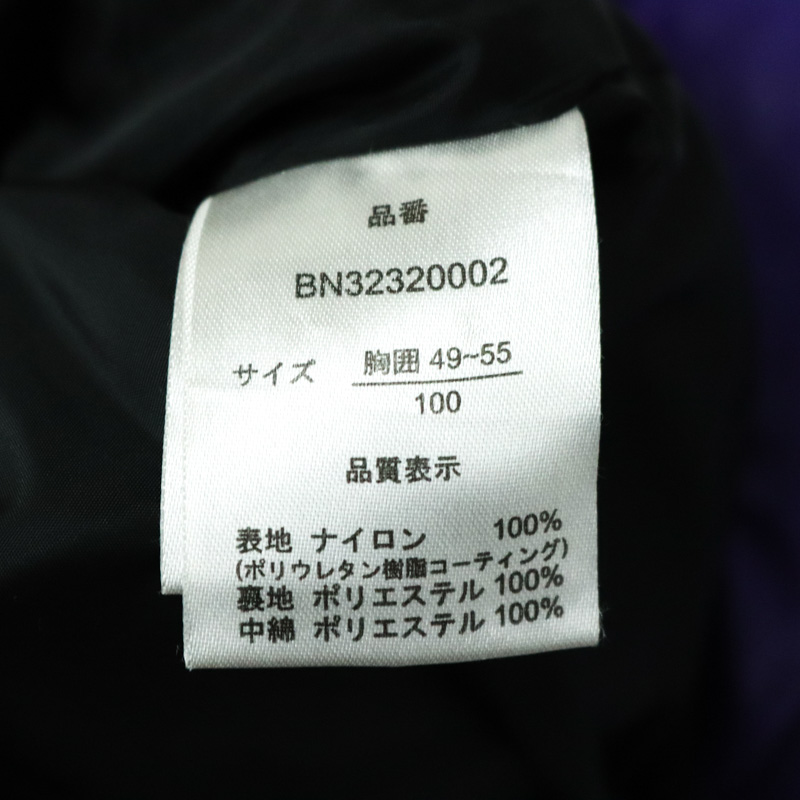 品番
BN32320002
サイズ 胸囲 49~55
100
品質表示
表地 ナイロン 100%
(ポリウレタン樹脂コーティング)
裏地 ポリエステル 100%
中綿 ポリエステル 100%